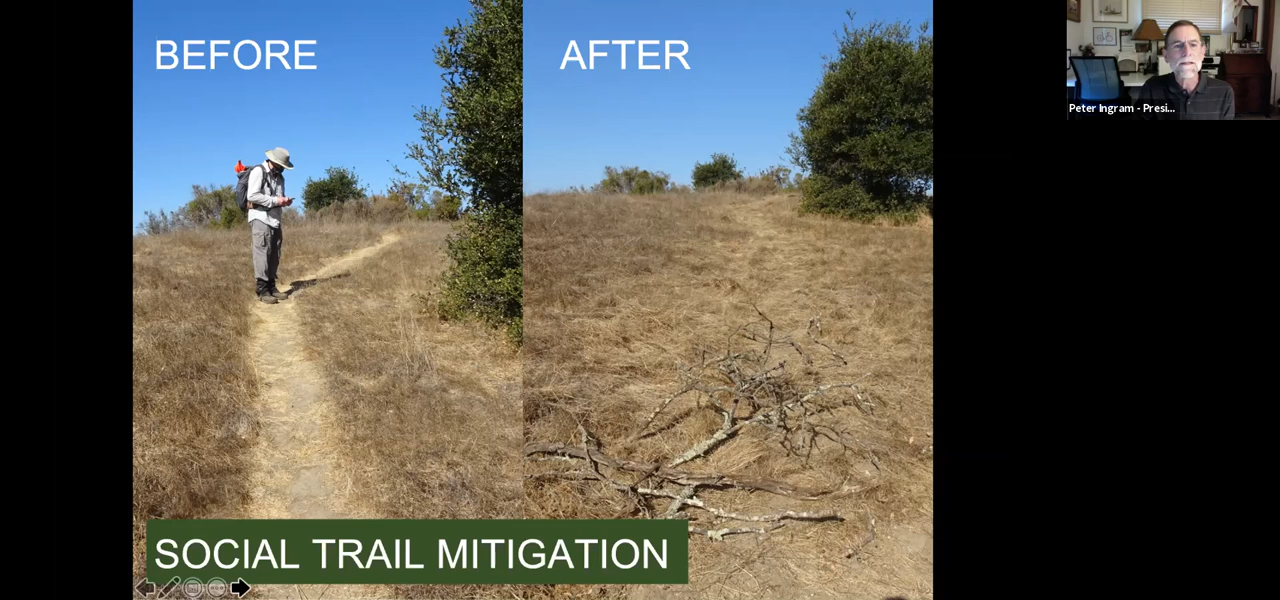 BEFORE
AFTER
Peter Ingram - Presi...
SOCIAL TRAIL MITIGATION